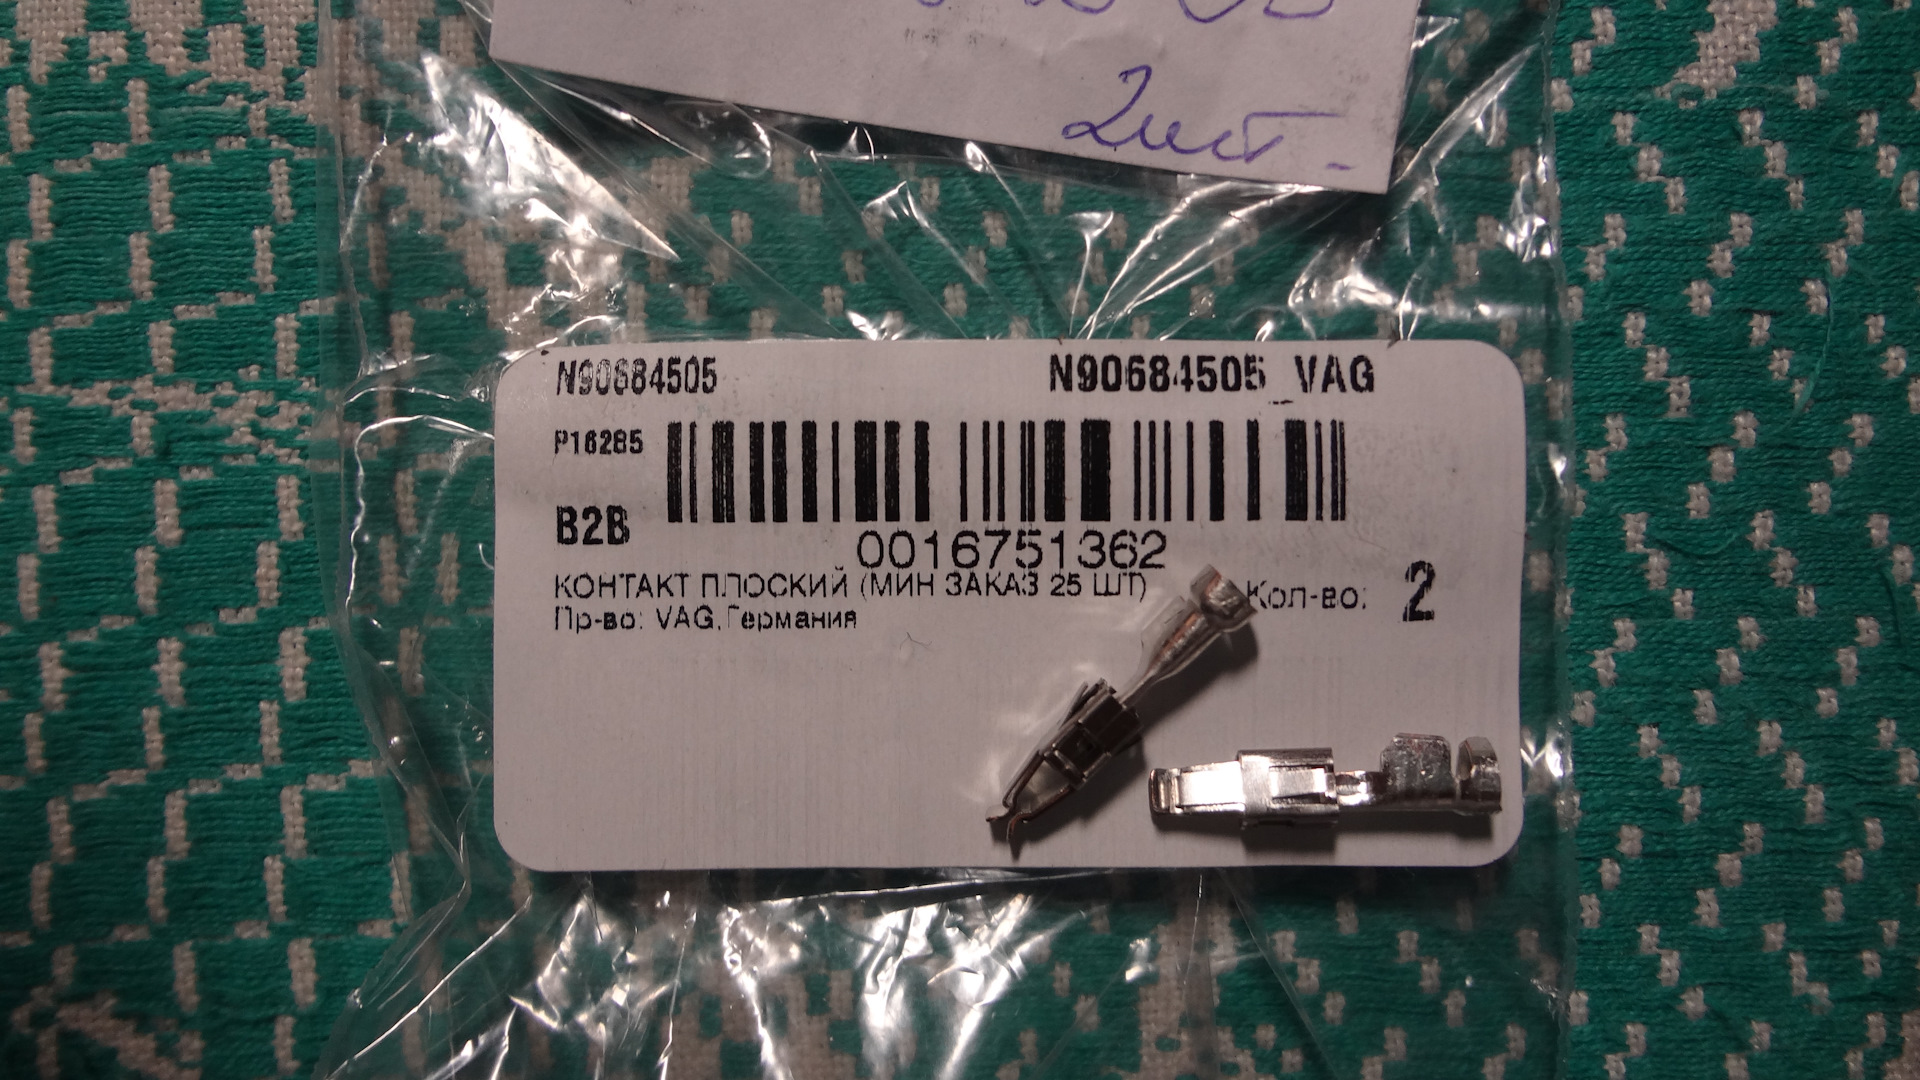 2шт.
N90684505 N90684505_VAG
P16285
B2B
0016751362
КОНТАКТ ПЛОСКИЙ (МИН ЗАКАЗ 25 ШТ) Кол-во: 2
Пр-во: VAG,Германия